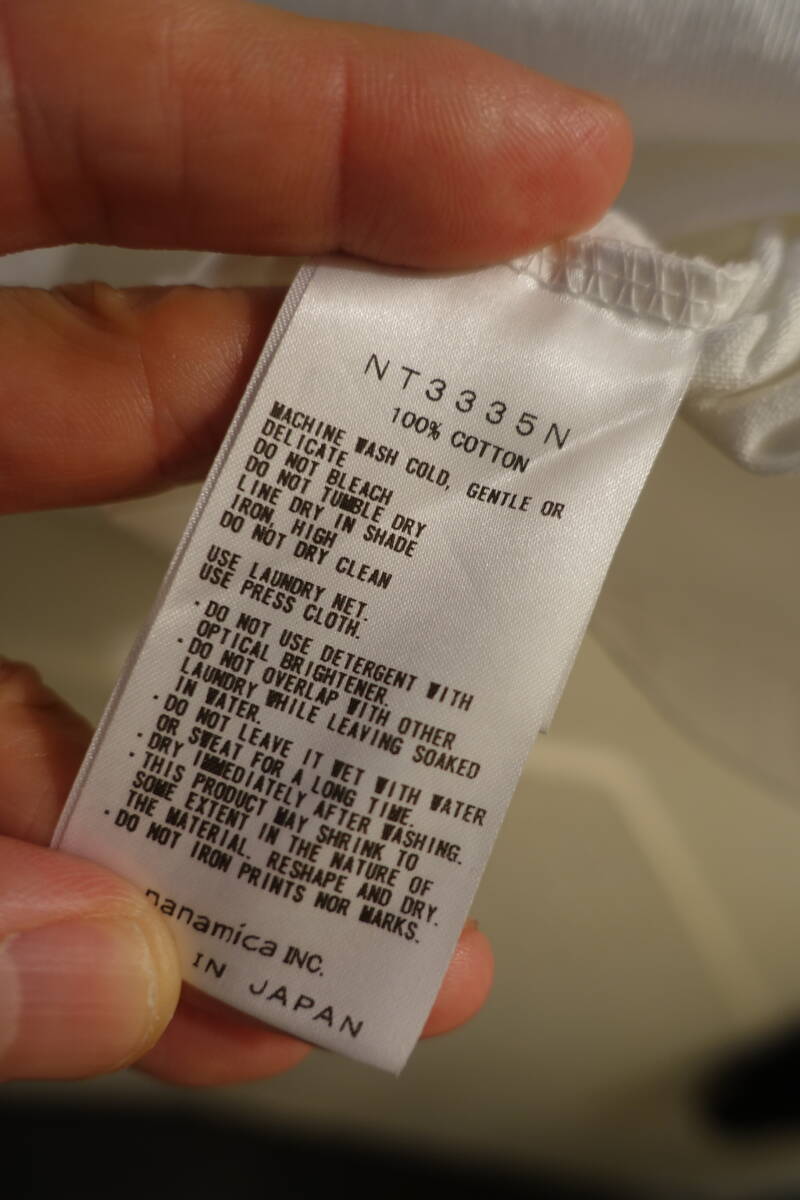 NT3335N
100% COTTON
MACHINE WASH COLD, GENTLE OR
DELICATE
DO NOT BLEACH
DO NOT TUMBLE DRY
LINE DRY IN SHADE
IRON, HIGH
DO NOT DRY CLEAN
USE LAUNDRY NET.
USE PRESS CLOTH.
・DO NOT USE DETERGENT WITH
OPTICAL BRIGHTENER.
・DO NOT OVERLAP WITH OTHER
LAUNDRY WHILE LEAVING SOAKED
IN WATER.
・DO NOT LEAVE IT WET WITH WATER
OR SWEAT FOR A LONG TIME.
・DRY IMMEDIATELY AFTER WASHING.
・THIS PRODUCT MAY SHRINK TO
SOME EXTENT IN THE NATURE OF
THE MATERIAL. RESHAPE AND DRY.
・DO NOT IRON PRINTS NOR MARKS.
nanamica INC.
IN JAPAN